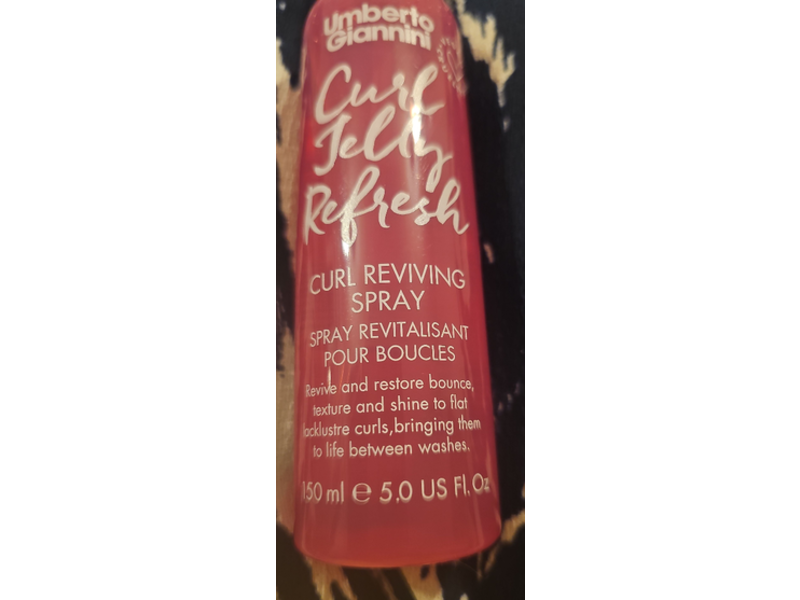 Umberto
Giannini
Curl
Jelly
Refresh
CURL REVIVING
SPRAY
SPRAY REVITALISANT
POUR BOUCLES
Revive and restore bounce,
texture and shine to flat
lacklustre curls,bringing them
to life between washes.
150 ml e 5.0 US Fl. Oz